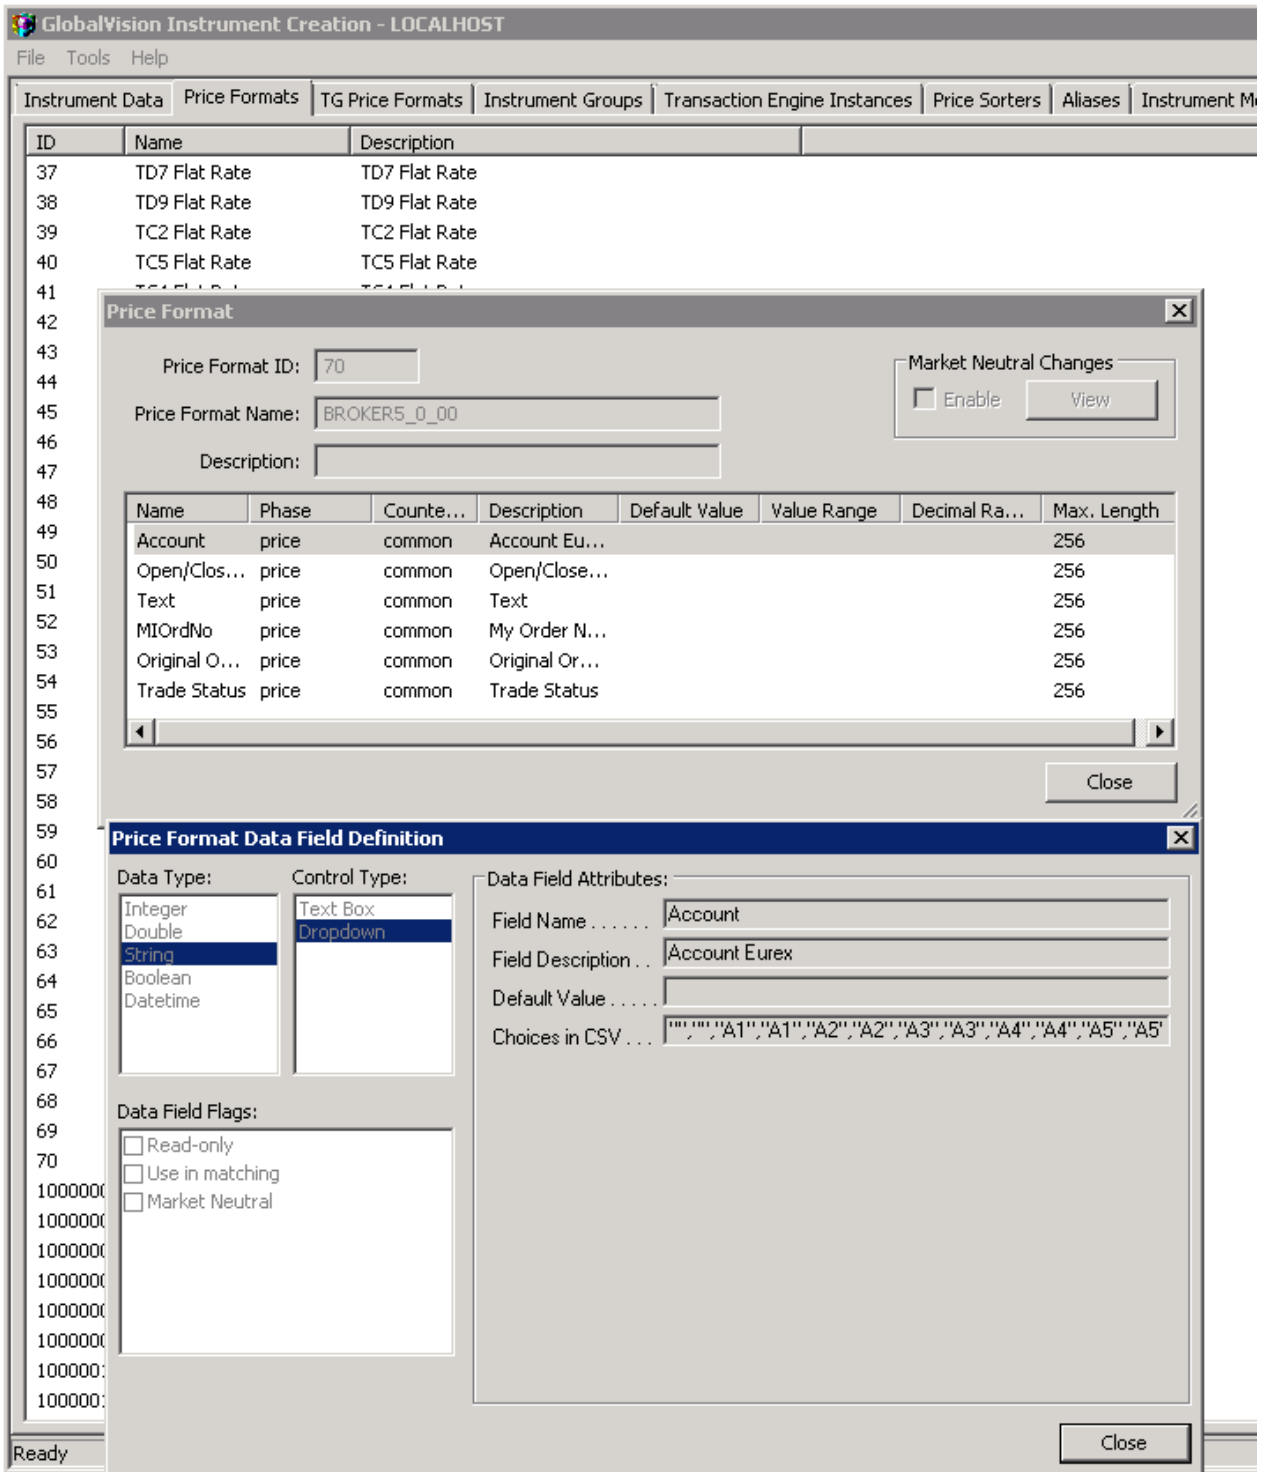 GlobalVision Instrument Creation - LOCALHOST
File Tools Help
Instrument Data Price Formats TG Price Formats Instrument Groups Transaction Engine Instances Price Sorters Aliases Instrument
ID Name Description
37 TD7 Flat Rate TD7 Flat Rate
38 TD9 Flat Rate TD9 Flat Rate
39 TC2 Flat Rate TC2 Flat Rate
40 TC5 Flat Rate TC5 Flat Rate
41
42
43
44
45
46
47
48
49
50
51
52
53
54
55
56
57
58
59
60
61
62
63
64
65
66
67
68
69
70
Price Format
Price Format ID: 70
Market Neutral Changes
Enable View
Price Format Name: BROKER5_0_00
Description:
Name Phase Counte... Description Default Value Value Range Decimal Ra... Max. Length
Account price common Account Eu... 256
Open/Clos... price common Open/Close... 256
Text price common Text 256
MIOrdNo price common My Order N... 256
Original O... price common Original Or... 256
Trade Status price common Trade Status 256
Close
Price Format Data Field Definition
Data Type: Control Type: Data Field Attributes:
Integer
Double
String
Boolean
Datetime
Text Box
Dropdown
Field Name . . . . . . Account
Field Description . . Account Eurex
Default Value . . . . .
Choices in CSV . . . "","","A1","A1","A2","A2","A3","A3","A4","A4","A5","A5"
Data Field Flags:
Read-only
Use in matching
Market Neutral
Close
Ready